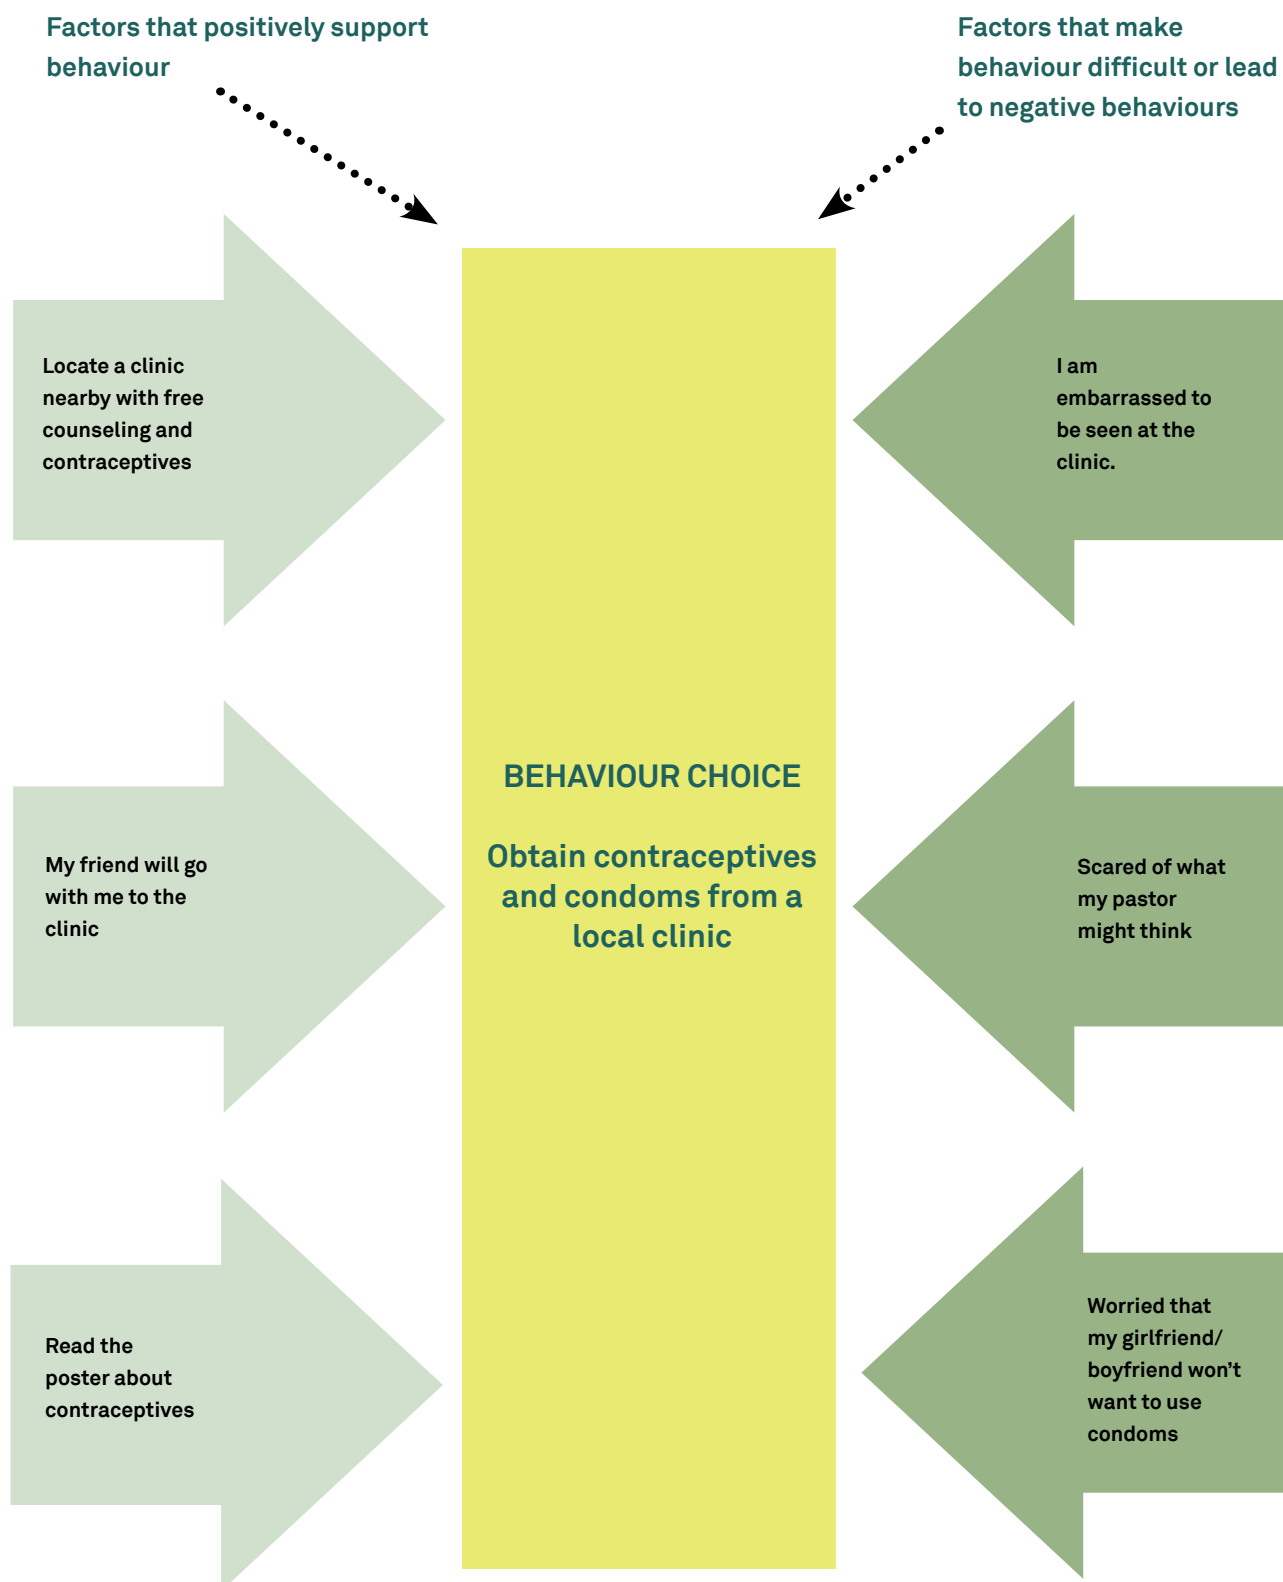 Factors that positively support
behaviour
Factors that make
behaviour difficult or lead
to negative behaviours
Locate a clinic
nearby with free
counseling and
contraceptives
I am
embarrassed to
be seen at the
clinic.
My friend will go
with me to the
clinic
BEHAVIOUR CHOICE
Obtain contraceptives
and condoms from a
local clinic
Scared of what
my pastor
might think
Read the
poster about
contraceptives
Worried that
my girlfriend/
boyfriend won’t
want to use
condoms